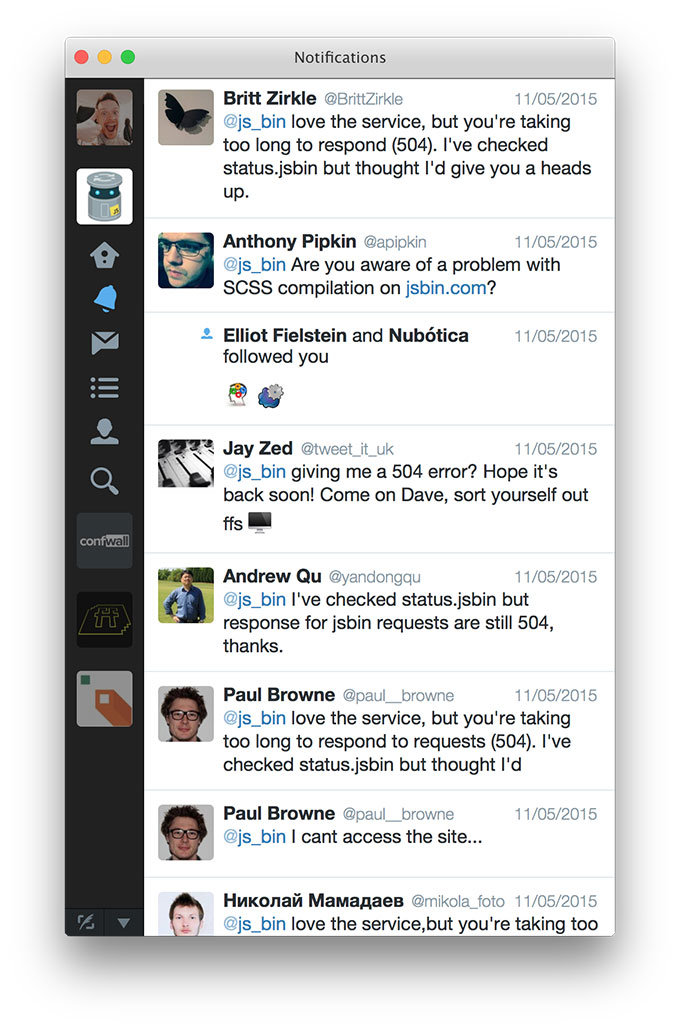 Notifications
Britt Zirkle @BrittZirkle 11/05/2015
@js_bin love the service, but you're taking
too long to respond (504). I've checked
status.jsbin but thought I'd give you a heads
up.
JS
Anthony Pipkin @apipkin 11/05/2015
@js_bin Are you aware of a problem with
SCSS compilation on jsbin.com?
Elliot Fielstein and Nubótica 11/05/2015
followed you
Jay Zed @tweet_it_uk 11/05/2015
@js_bin giving me a 504 error? Hope it's
back soon! Come on Dave, sort yourself out
ffs
confwall
Andrew Qu @yandongqu 11/05/2015
@js_bin I've checked status.jsbin but
response for jsbin requests are still 504,
thanks.
ff
Paul Browne @paul__browne 11/05/2015
@js_bin love the service, but you're taking
too long to respond to requests (504). I've
checked status.jsbin but thought I'd
Paul Browne @paul__browne 11/05/2015
@js_bin I cant access the site...
Николай Мамадаев @mikola_foto 11/05/2015
@js_bin love the service,but you're taking too